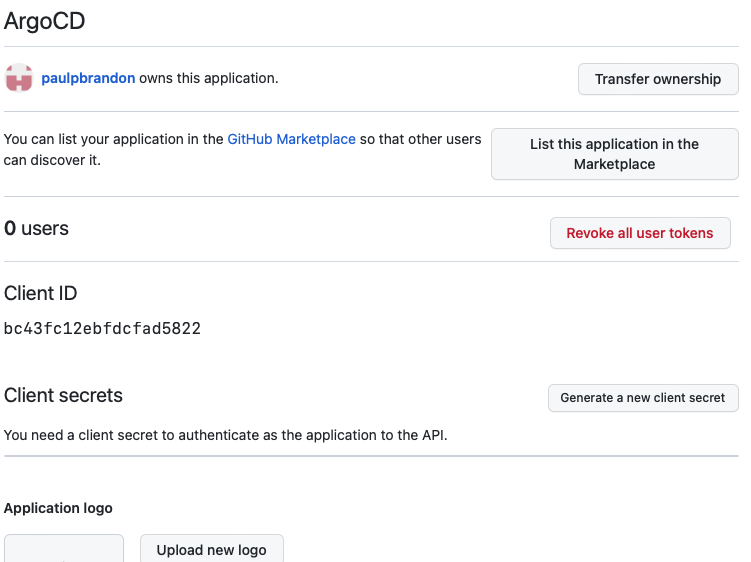 ArgoCD
paulpbrandon owns this application.
Transfer ownership
You can list your application in the GitHub Marketplace so that other users
can discover it.
List this application in the
Marketplace
0 users
Revoke all user tokens
Client ID
bc43fc12ebfdcfad5822
Client secrets
Generate a new client secret
You need a client secret to authenticate as the application to the API.
Application logo
Upload new logo